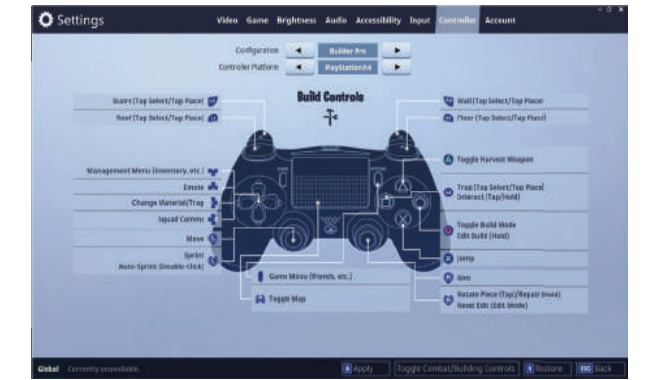 Settings
Video Game Brightness Audio Accessibility Input Controller Account
Configuration Builder Pro
Controller Platform PlayStation®4
Build Controls
Stairs (Tap Select/Tap Place)
Roof (Tap Select/Tap Place)
Management Menu (Inventory, etc.)
Emote
Change Material/Trap
Squad Comms
Move
Sprint
Auto-Sprint (Double-Click)
Wall (Tap Select/Tap Place)
Floor (Tap Select/Tap Place)
Toggle Harvest Weapon
Trap (Tap Select/Tap Place)
Interact (Tap/Hold)
Toggle Build Mode
Edit Build (Hold)
Jump
Aim
Rotate Piece (Tap)/Repair (Hold)
Reset Edit (Edit Mode)
Game Menu (friends, etc.)
Toggle Map
Global Currently unavailable.
Apply Toggle Combat/Building Controls Restore ESC Back